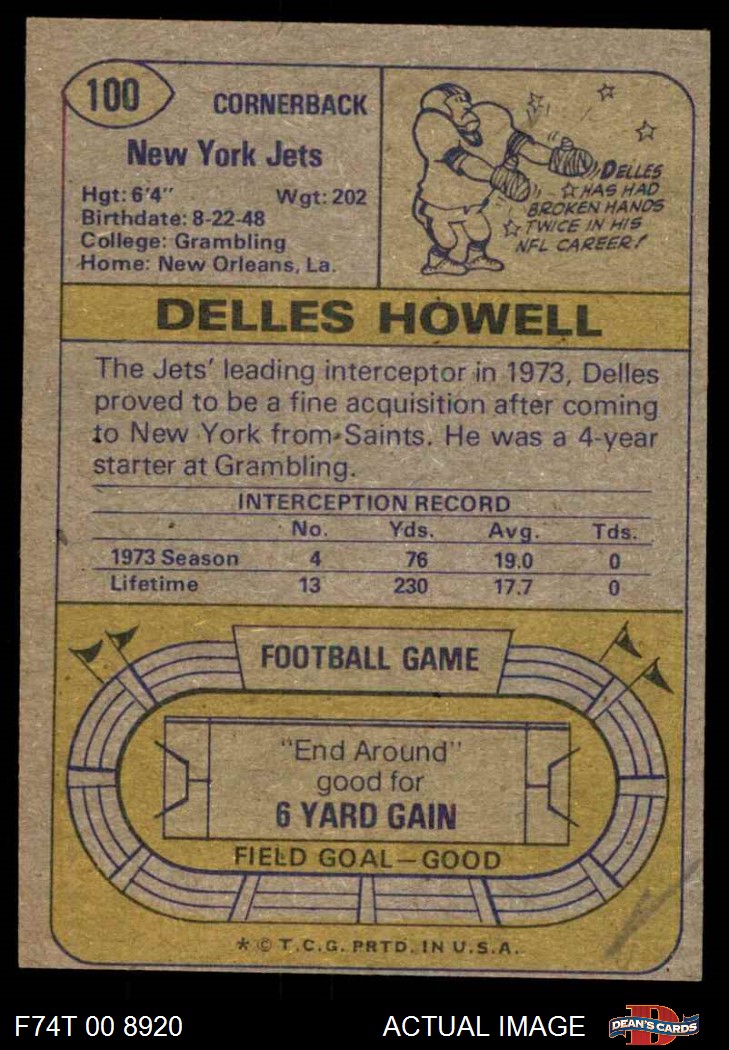 100
CORNERBACK
New York Jets
Hgt: 6'4" Wgt: 202
Birthdate: 8-22-48
College: Grambling
Home: New Orleans, La.
DELLES
HAS HAD
BROKEN HANDS
TWICE IN HIS
NFL CAREER!
DELLES HOWELL
The Jets' leading interceptor in 1973, Delles
proved to be a fine acquisition after coming
to New York from Saints. He was a 4-year
starter at Grambling.
INTERCEPTION RECORD
No. Yds. Avg. Tds.
1973 Season 4 76 19.0 0
Lifetime 13 230 17.7 0
FOOTBALL GAME
"End Around"
good for
6 YARD GAIN
FIELD GOAL—GOOD
* © T.C.G. PRTD. IN U.S.A.
F74T 00 8920 ACTUAL IMAGE
D
DEAN'S CARDS